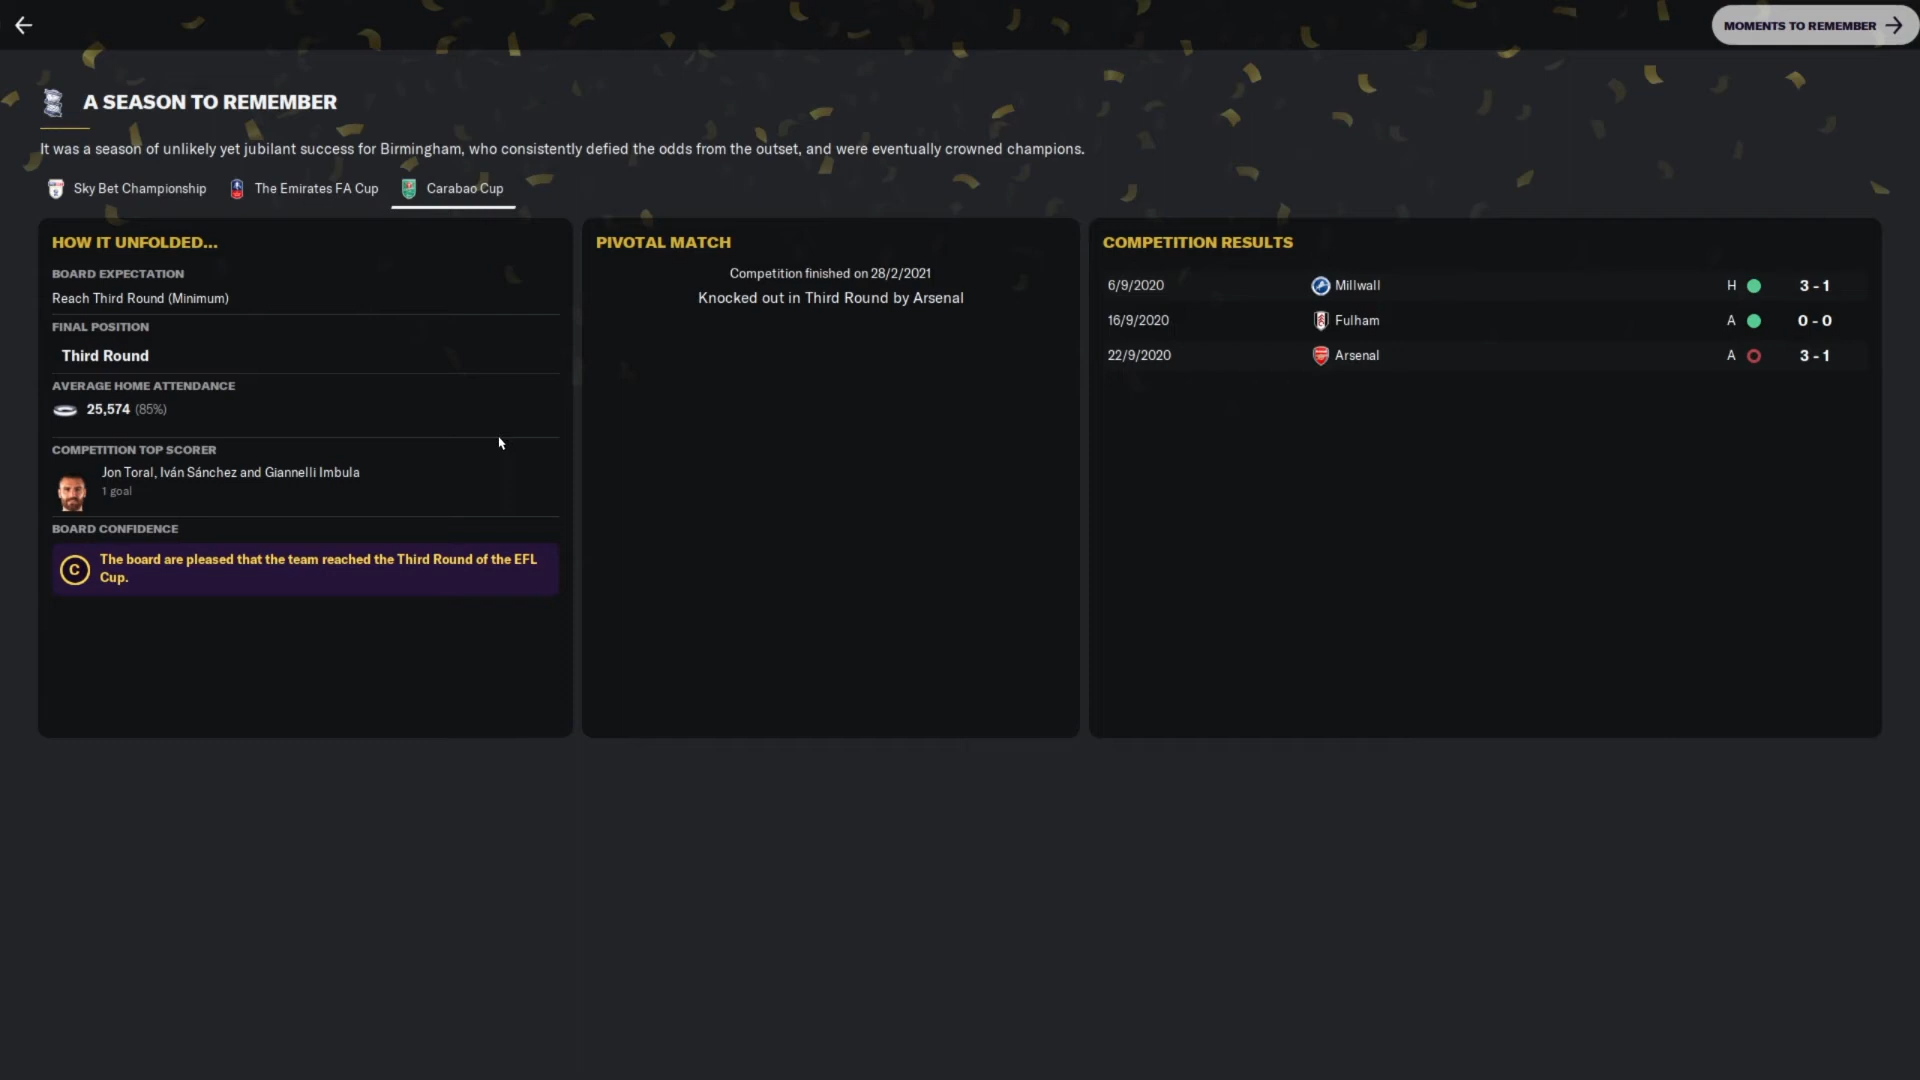 MOMENTS TO REMEMBER
A SEASON TO REMEMBER
It was a season of unlikely yet jubilant success for Birmingham, who consistently defied the odds from the outset, and were eventually crowned champions.
Sky Bet Championship The Emirates FA Cup Carabao Cup
HOW IT UNFOLDED...
BOARD EXPECTATION
Reach Third Round (Minimum)
FINAL POSITION
Third Round
AVERAGE HOME ATTENDANCE
25,574 (85%)
COMPETITION TOP SCORER
Jon Toral, Iván Sánchez and Giannelli Imbula
1 goal
BOARD CONFIDENCE
C
The board are pleased that the team reached the Third Round of the EFL
Cup.
PIVOTAL MATCH
Competition finished on 28/2/2021
Knocked out in Third Round by Arsenal
COMPETITION RESULTS
6/9/2020 Millwall H 3 - 1
16/9/2020 Fulham A 0 - 0
22/9/2020 Arsenal A 3 - 1